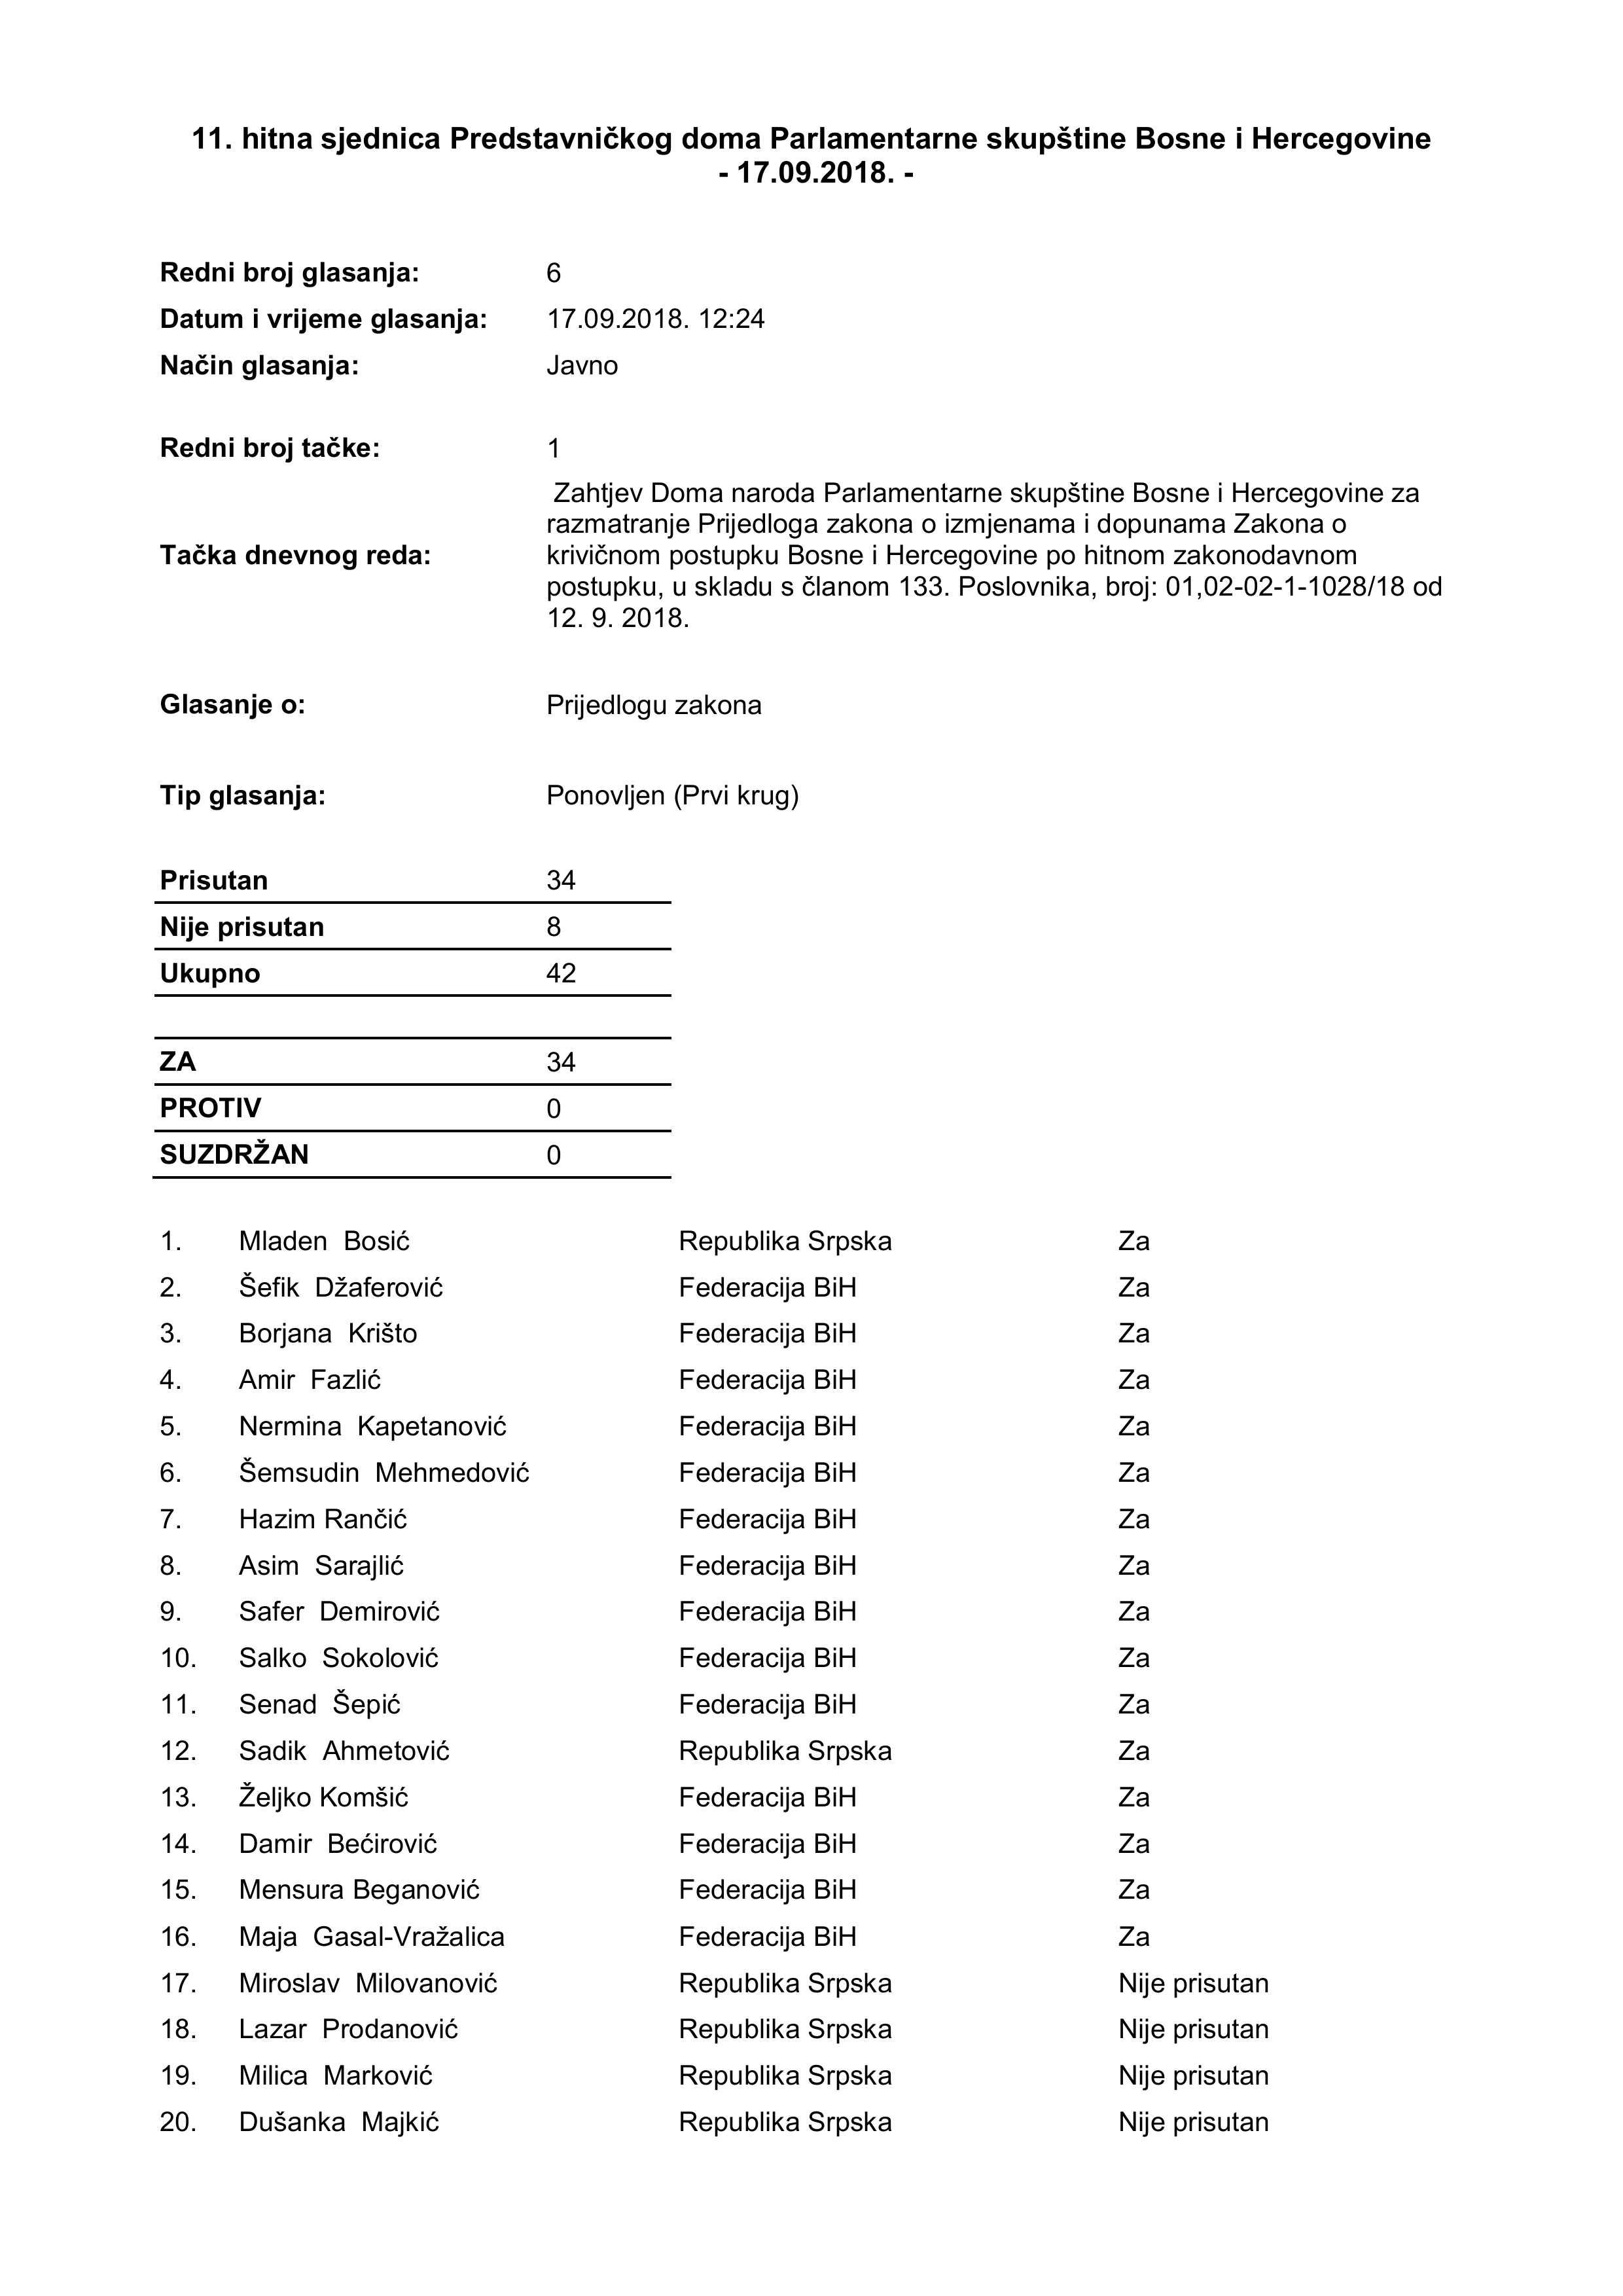 11. hitna sjednica Predstavničkog doma Parlamentarne skupštine Bosne i Hercegovine
- 17.09.2018. -
Redni broj glasanja: 6
Datum i vrijeme glasanja: 17.09.2018. 12:24
Način glasanja: Javno
Redni broj tačke: 1
Tačka dnevnog reda: Zahtjev Doma naroda Parlamentarne skupštine Bosne i Hercegovine za
razmatranje Prijedloga zakona o izmjenama i dopunama Zakona o
krivičnom postupku Bosne i Hercegovine po hitnom zakonodavnom
postupku, u skladu s članom 133. Poslovnika, broj: 01,02-02-1-1028/18 od
12. 9. 2018.
Glasanje o: Prijedlogu zakona
Tip glasanja: Ponovljen (Prvi krug)
Prisutan 34
Nije prisutan 8
Ukupno 42
ZA 34
PROTIV 0
SUZDRŽAN 0
1. Mladen Bosić Republika Srpska Za
2. Šefik Džaferović Federacija BiH Za
3. Borjana Krišto Federacija BiH Za
4. Amir Fazlić Federacija BiH Za
5. Nermina Kapetanović Federacija BiH Za
6. Šemsudin Mehmedović Federacija BiH Za
7. Hazim Rančić Federacija BiH Za
8. Asim Sarajlić Federacija BiH Za
9. Safer Demirović Federacija BiH Za
10. Salko Sokolović Federacija BiH Za
11. Senad Šepić Federacija BiH Za
12. Sadik Ahmetović Republika Srpska Za
13. Željko Komšić Federacija BiH Za
14. Damir Bećirović Federacija BiH Za
15. Mensura Beganović Federacija BiH Za
16. Maja Gasal-Vražalica Federacija BiH Za
17. Miroslav Milovanović Republika Srpska Nije prisutan
18. Lazar Prodanović Republika Srpska Nije prisutan
19. Milica Marković Republika Srpska Nije prisutan
20. Dušanka Majkić Republika Srpska Nije prisutan